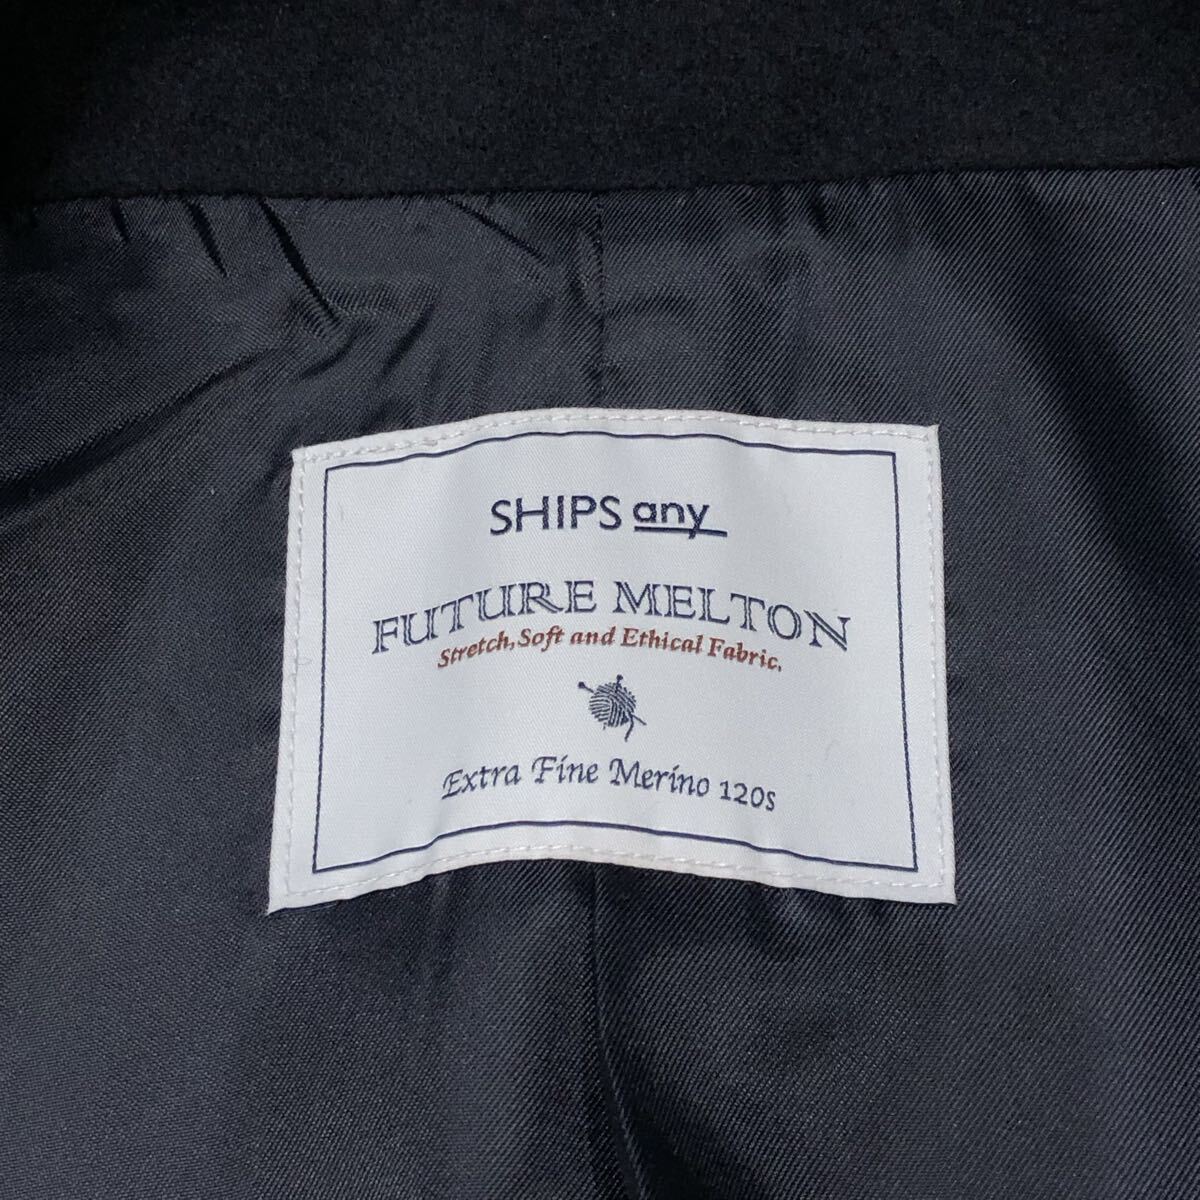 SHIPS any
FUTURE MELTON
Stretch, Soft and Ethical Fabric.
Extra Fine Merino 120s